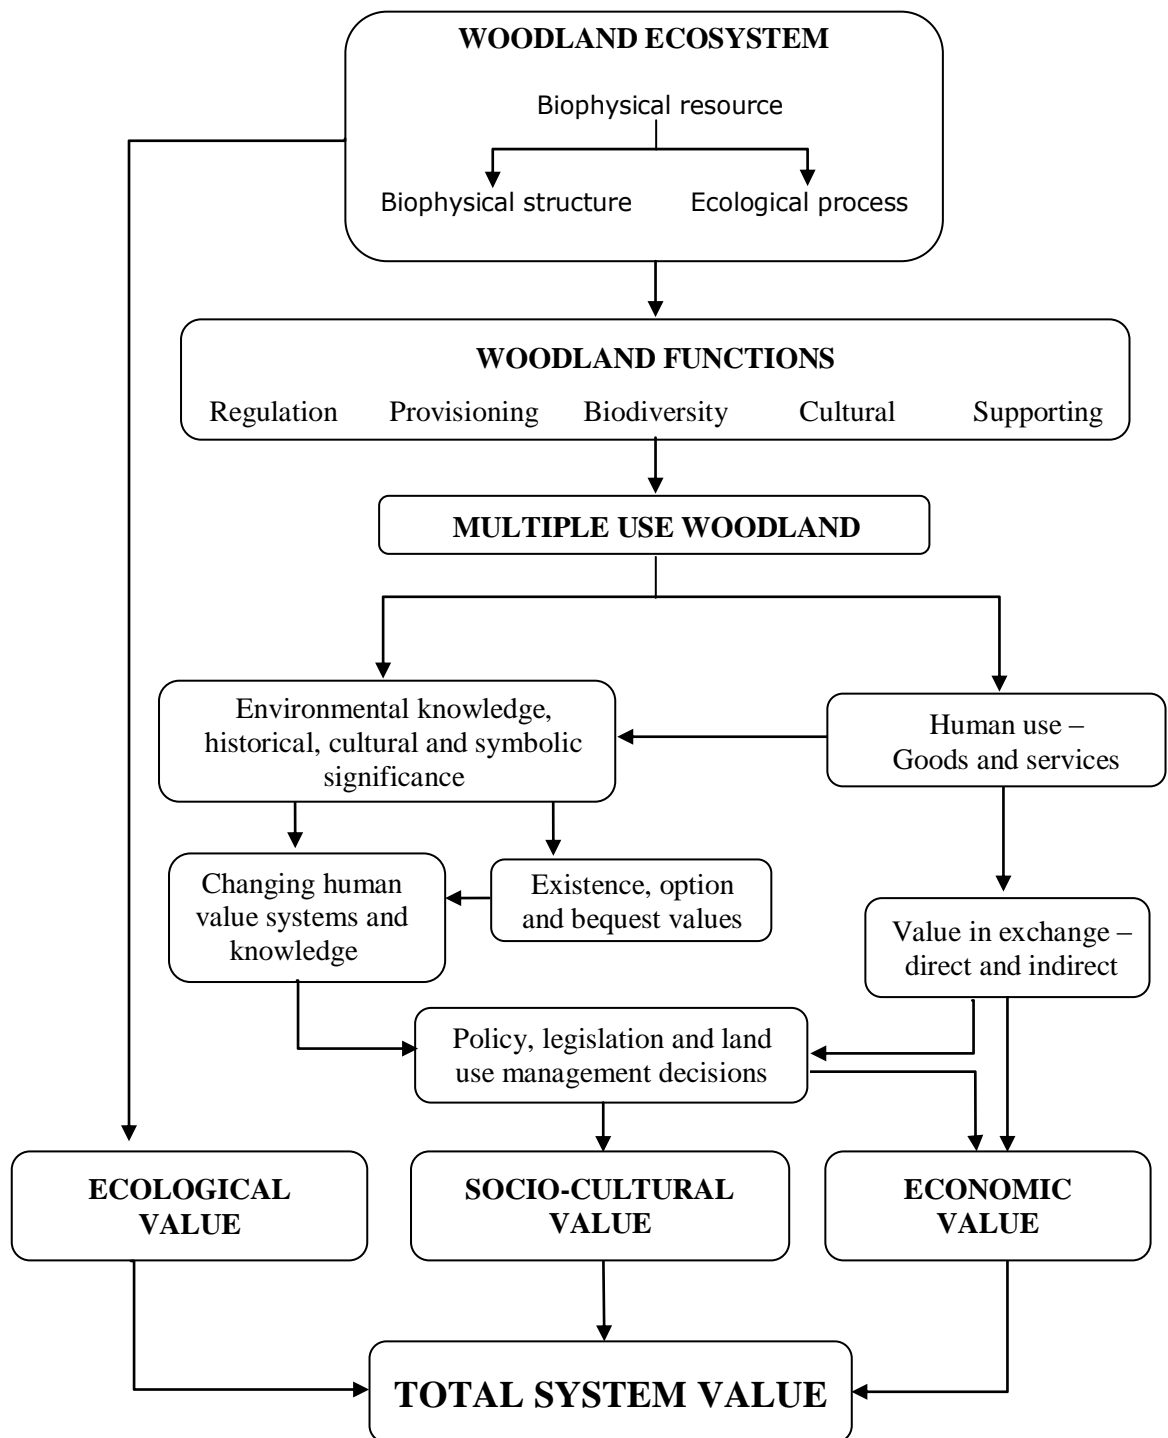 WOODLAND ECOSYSTEM
Biophysical resource
Biophysical structure
Ecological process
WOODLAND FUNCTIONS
Regulation Provisioning Biodiversity Cultural Supporting
MULTIPLE USE WOODLAND
Environmental knowledge,
historical, cultural and symbolic
significance
Human use –
Goods and services
Changing human
value systems and
knowledge
Existence, option
and bequest values
Value in exchange –
direct and indirect
Policy, legislation and land
use management decisions
ECOLOGICAL
VALUE
SOCIO-CULTURAL
VALUE
ECONOMIC
VALUE
TOTAL SYSTEM VALUE